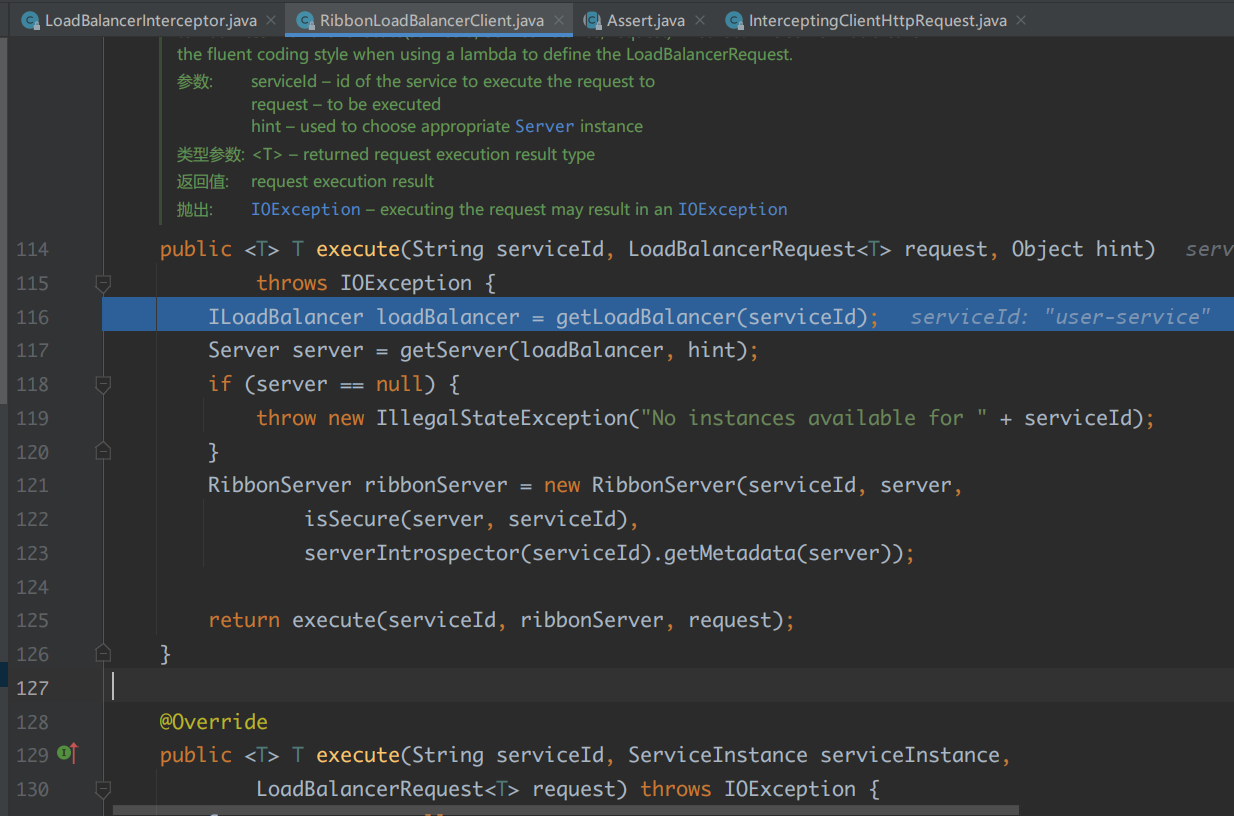 LoadBalancerInterceptor.java RibbonLoadBalancerClient.java Assert.java InterceptingClientHttpRequest.java
the fluent coding style when using a lambda to define the LoadBalancerRequest.
参数: serviceId – id of the service to execute the request to
request – to be executed
hint – used to choose appropriate Server instance
类型参数: <T> – returned request execution result type
返回值: request execution result
抛出: IOException – executing the request may result in an IOException
114 public <T> T execute(String serviceId, LoadBalancerRequest<T> request, Object hint) serv
115 throws IOException {
116 ILoadBalancer loadBalancer = getLoadBalancer(serviceId); serviceId: "user-service"
117 Server server = getServer(loadBalancer, hint);
118 if (server == null) {
119 throw new IllegalStateException("No instances available for " + serviceId);
120 }
121 RibbonServer ribbonServer = new RibbonServer(serviceId, server,
122 isSecure(server, serviceId),
123 serverIntrospector(serviceId).getMetadata(server));
124
125 return execute(serviceId, ribbonServer, request);
126 }
127
128 @Override
129 public <T> T execute(String serviceId, ServiceInstance serviceInstance,
130 LoadBalancerRequest<T> request) throws IOException {